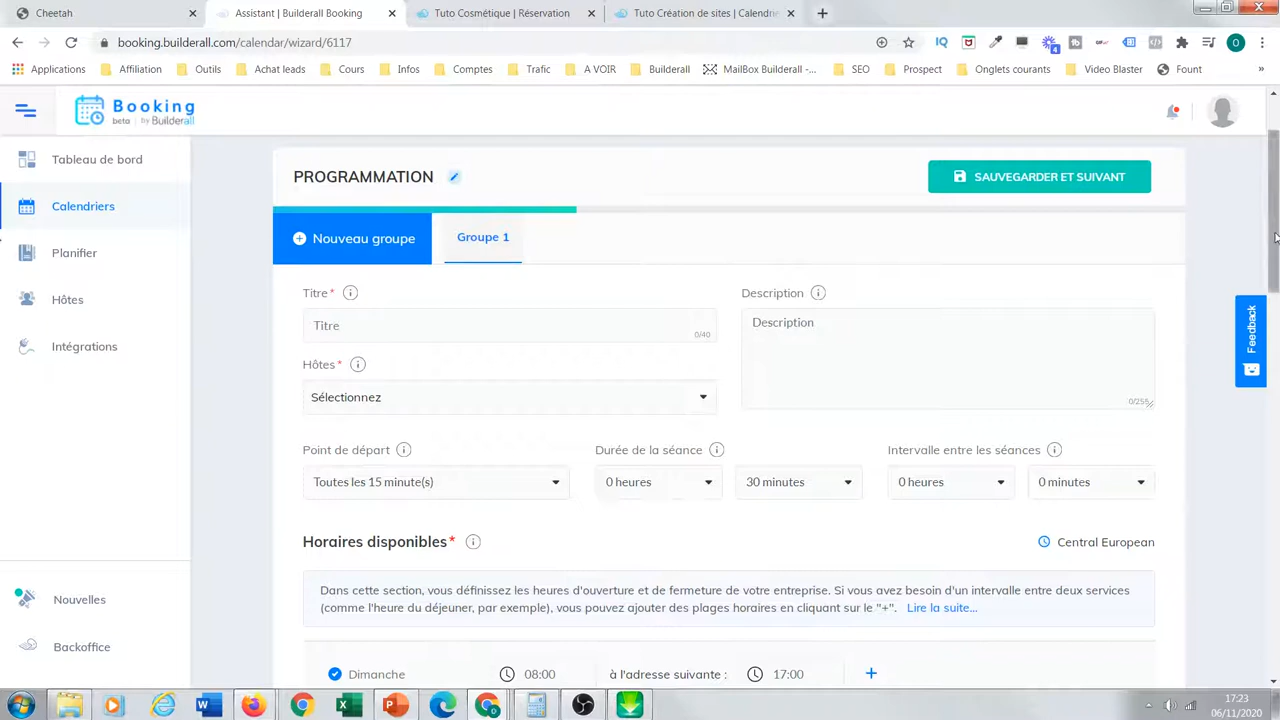 Cheetah
Assistant | Builderall Booking
Tuto Cosmétique | Réser
Tuto Création de sites | Calendrie
booking.builderall.com/calendar/wizard/6117
Applications
Affiliation
Outils
Achat leads
Cours
Infos
Comptes
Trafic
A VOIR
Builderall
MailBox Builderall -...
SEO
Prospect
Onglets courants
Video Blaster
Fount
»
Booking
beta | by Builderall
Tableau de bord
Calendriers
Planifier
Hôtes
Intégrations
Nouvelles
Backoffice
PROGRAMMATION
SAUVEGARDER ET SUIVANT
Nouveau groupe
Groupe 1
Titre*
Description
Titre
0/40
Description
0/255
Hôtes*
Sélectionnez
Point de départ
Durée de la séance
Intervalle entre les séances
Toutes les 15 minute(s)
0 heures
30 minutes
0 heures
0 minutes
Horaires disponibles*
Central European
Dans cette section, vous définissez les heures d'ouverture et de fermeture de votre entreprise. Si vous avez besoin d'un intervalle entre deux services
(comme l'heure du déjeuner, par exemple), vous pouvez ajouter des plages horaires en cliquant sur le "+". Lire la suite...
Dimanche
08:00
à l'adresse suivante :
17:00
+
Feedback
17:23
06/11/2020